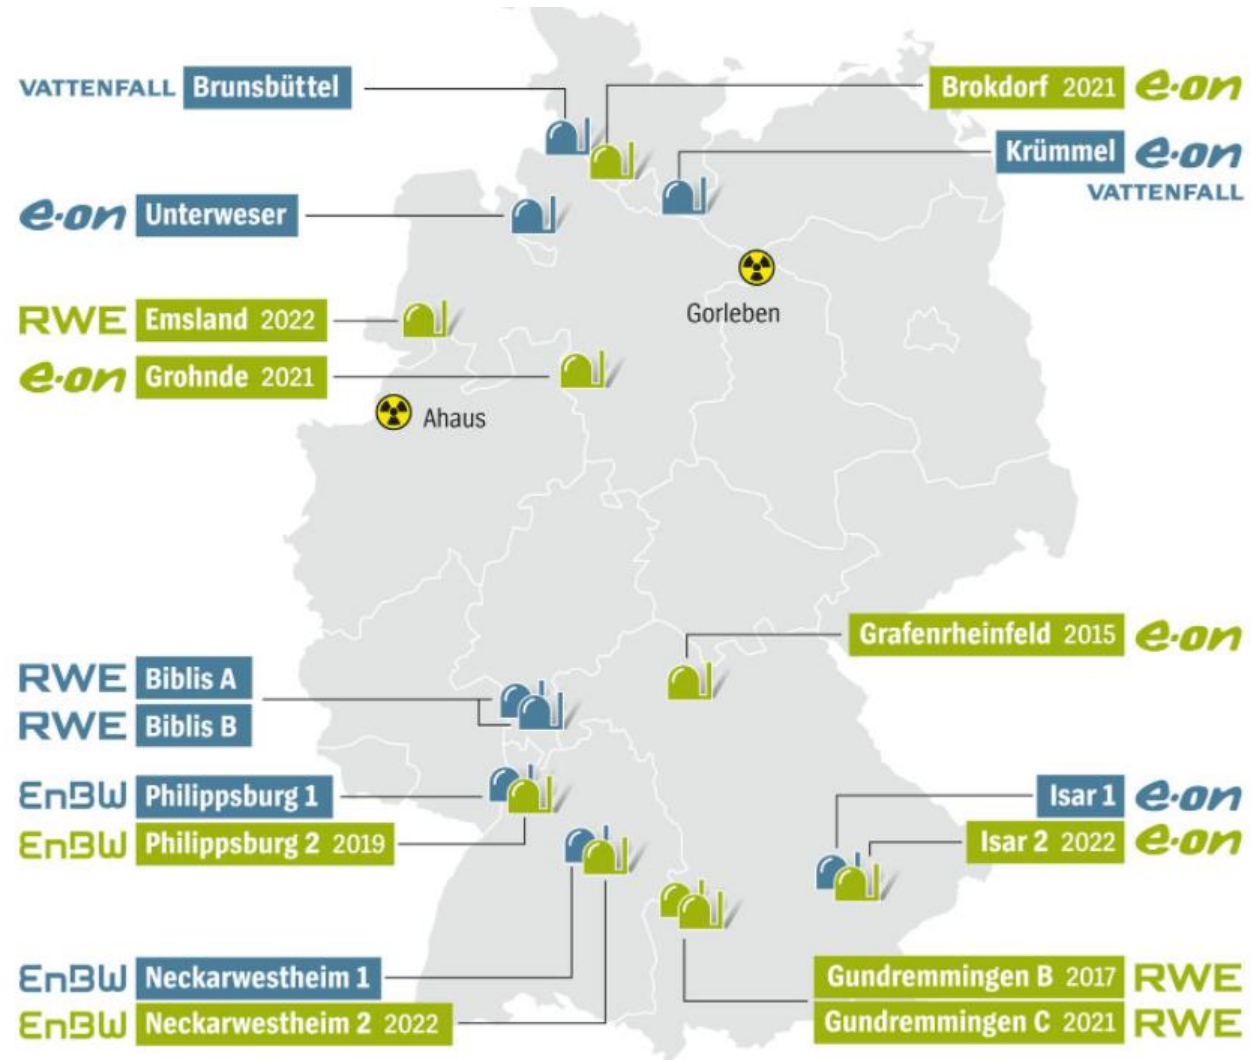 VATTENFALL Brunsbüttel
Brokdorf 2021 e·on
Krümmel e·on
VATTENFALL
e·on Unterweser
Gorleben
RWE Emsland 2022
e·on Grohnde 2021
Ahaus
Grafenrheinfeld 2015 e·on
RWE Biblis A
RWE Biblis B
EnBW Philippsburg 1
EnBW Philippsburg 2 2019
Isar 1 e·on
Isar 2 2022 e·on
EnBW Neckarwestheim 1
EnBW Neckarwestheim 2 2022
Gundremmingen B 2017 RWE
Gundremmingen C 2021 RWE